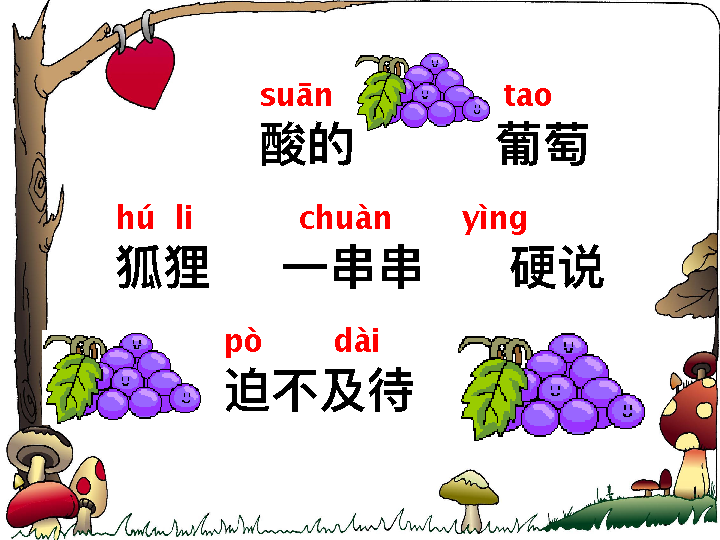 suān tao
酸的 葡萄
hú li chuàn yìng
狐狸 一串串 硬说
pò dài
迫不及待